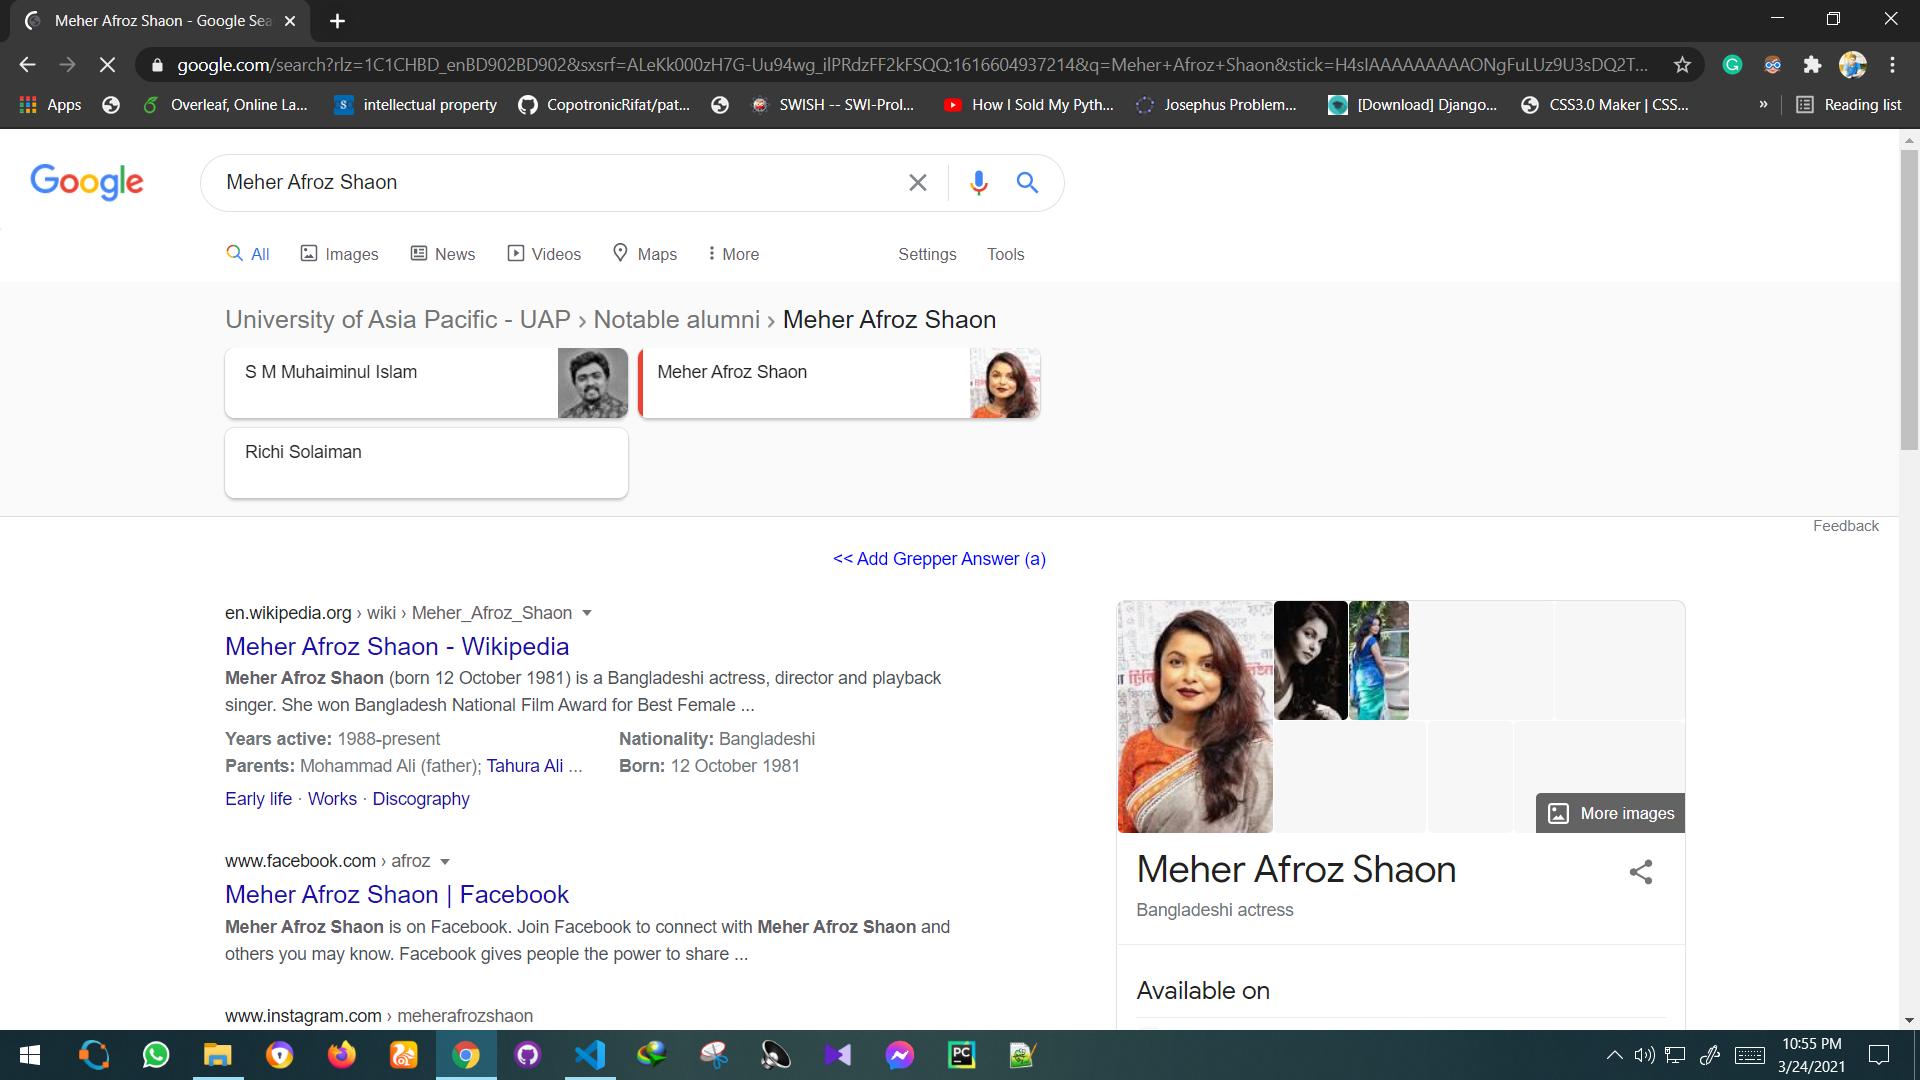 Meher Afroz Shaon - Google Sea
google.com/search?rlz=1C1CHBD_enBD902BD902&sxsrf=ALeKk000zH7G-Uu94wg_ilPRdzFF2kFSQQ:1616604937214&q=Meher+Afroz+Shaon&stick=H4sIAAAAAAAAAONgFuLUz9U3sDQ2T...
Apps
Overleaf, Online La...
intellectual property
CopotronicRifat/pat...
SWISH -- SWI-Prol...
How I Sold My Pyth...
Josephus Problem...
[Download] Django...
CSS3.0 Maker | CSS...
»
Reading list
Google
Meher Afroz Shaon
All
Images
News
Videos
Maps
More
Settings
Tools
University of Asia Pacific - UAP › Notable alumni › Meher Afroz Shaon
S M Muhaiminul Islam
Meher Afroz Shaon
Richi Solaiman
Feedback
<< Add Grepper Answer (a)
en.wikipedia.org › wiki › Meher_Afroz_Shaon
Meher Afroz Shaon - Wikipedia
Meher Afroz Shaon (born 12 October 1981) is a Bangladeshi actress, director and playback
singer. She won Bangladesh National Film Award for Best Female ...
Years active: 1988-present
Nationality: Bangladeshi
Parents: Mohammad Ali (father); Tahura Ali ...
Born: 12 October 1981
Early life · Works · Discography
www.facebook.com › afroz
Meher Afroz Shaon | Facebook
Meher Afroz Shaon is on Facebook. Join Facebook to connect with Meher Afroz Shaon and
others you may know. Facebook gives people the power to share ...
www.instagram.com › meherafrozshaon
More images
Meher Afroz Shaon
Bangladeshi actress
Available on
PC
10:55 PM
3/24/2021